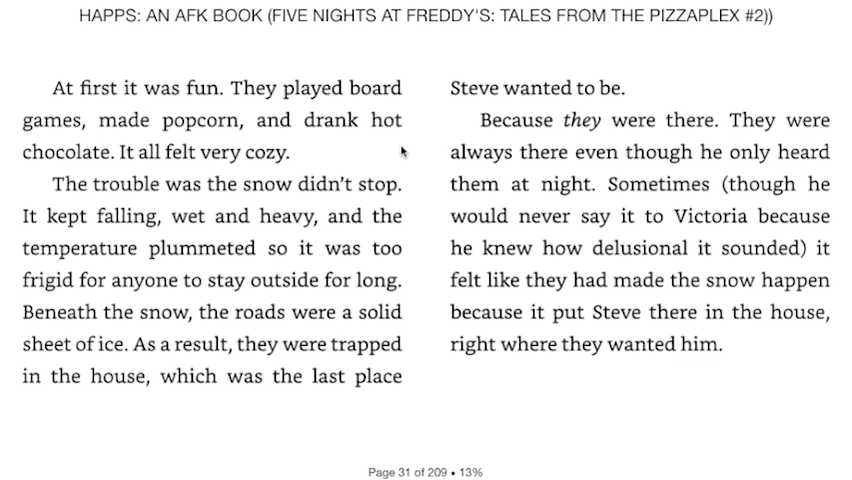 HAPPS: AN AFK BOOK (FIVE NIGHTS AT FREDDY'S: TALES FROM THE PIZZAPLEX #2))
At first it was fun. They played board
games, made popcorn, and drank hot
chocolate. It all felt very cozy.
The trouble was the snow didn’t stop.
It kept falling, wet and heavy, and the
temperature plummeted so it was too
frigid for anyone to stay outside for long.
Beneath the snow, the roads were a solid
sheet of ice. As a result, they were trapped
in the house, which was the last place
Steve wanted to be.
Because they were there. They were
always there even though he only heard
them at night. Sometimes (though he
would never say it to Victoria because
he knew how delusional it sounded) it
felt like they had made the snow happen
because it put Steve there in the house,
right where they wanted him.
Page 31 of 209 • 13%